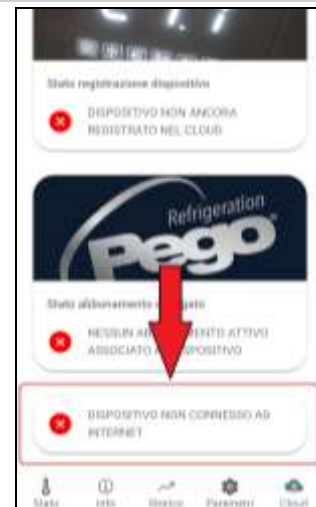 Stato registrazione dispositivo
DISPOSITIVO NON ANCORA
REGISTRATO NEL CLOUD
Refrigeration
Pego
Stato abbonamento
NESSUN ATTIVO
ASSOCIATO
DISPOSITIVO NON CONNESSO AD
INTERNET
Stato Info Storico Parametri Cloud